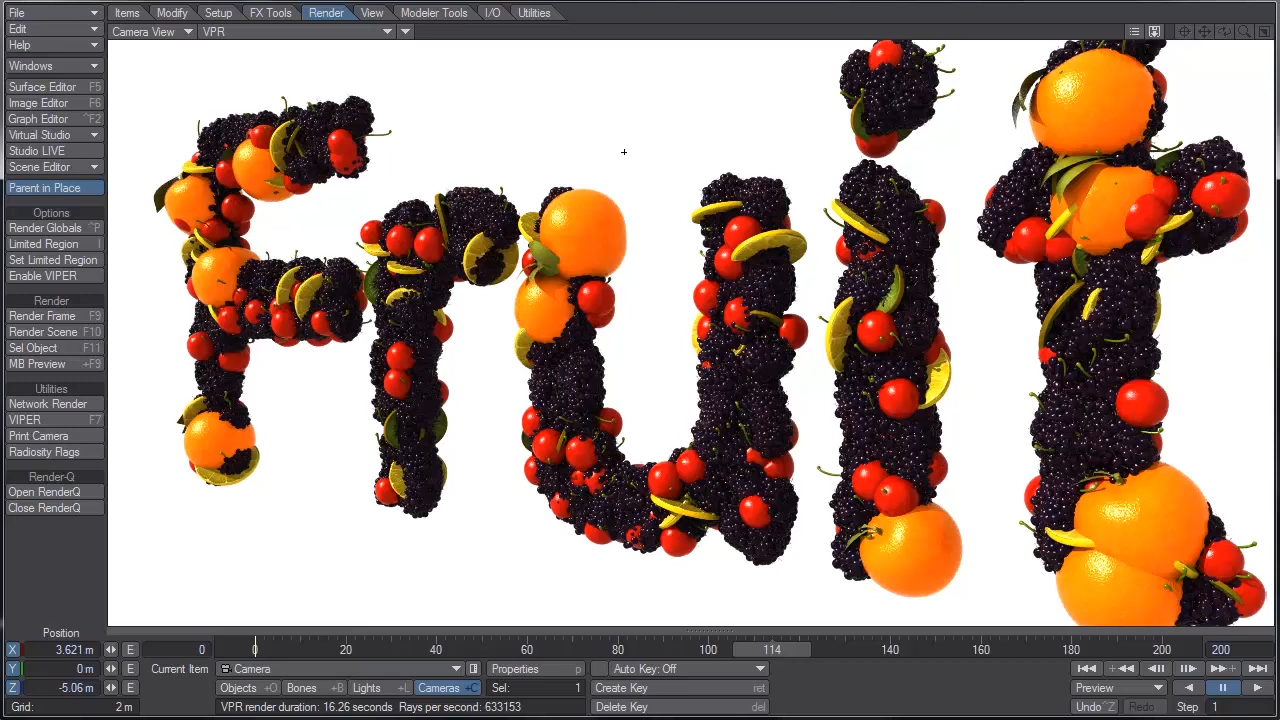 File Items Modify Setup FX Tools Render View Modeler Tools I/O Utilities
Edit Camera View VPR
Help
Windows
Surface Editor F5
Image Editor F6
Graph Editor ^F2
Virtual Studio
Studio LIVE
Scene Editor
Parent in Place
Options
Render Globals ^P
Limited Region l
Set Limited Region
Enable VIPER
Render
Render Frame F9
Render Scene F10
Sel Object F11
MB Preview +F9
Utilities
Network Render
VIPER F7
Print Camera
Radiosity Flags
Render-Q
Open RenderQ
Close RenderQ
Fruit
Position
X 3.621 m E 0 0 20 40 60 80 100 114 140 160 180 200 200
Y 0 m E Current Item Camera Properties p Auto Key: Off
Z -5.06 m E Objects +O Bones +B Lights +L Cameras +C Sel: 1 Create Key ret Preview
Grid: 2 m VPR render duration: 16.26 seconds Rays per second: 633153 Delete Key del Undo ^Z Redo Step 1